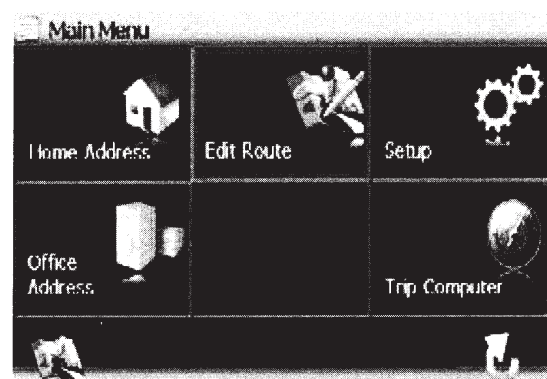 Main Menu
Home Address
Edit Route
Setup
Office
Address
Trip Computer